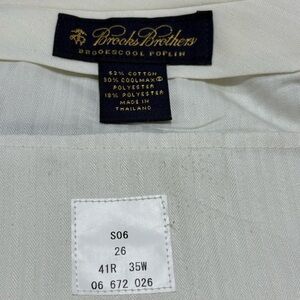 Brooks Brothers
BROOKSCOOL POPLIN
52% COTTON
30% COOLMAX®
POLYESTER
18% POLYESTER
MADE IN
THAILAND
S06
26
41R 35W
06 672 026